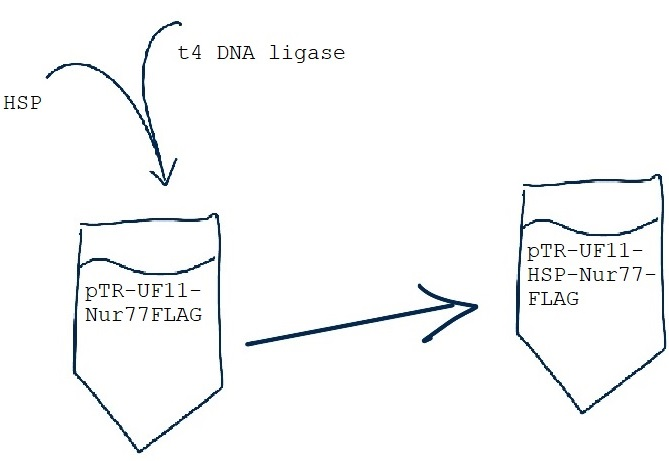 t4 DNA ligase
HSP
pTR-UF11-
Nur77FLAG
pTR-UF11-
HSP-Nur77-
FLAG